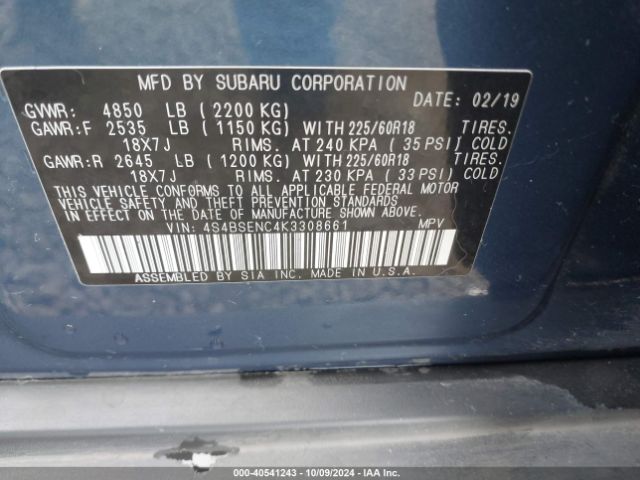 MFD BY SUBARU CORPORATION
GVWR: 4850 LB ( 2200 KG) DATE: 02/19
GAWR:F 2535 LB ( 1150 KG) WITH 225/60R18 TIRES.
18X7J RIMS. AT 240 KPA ( 35 PSI) COLD
GAWR:R 2645 LB ( 1200 KG) WITH 225/60R18 TIRES.
18X7J RIMS. AT 230 KPA ( 33 PSI) COLD
THIS VEHICLE CONFORMS TO ALL APPLICABLE FEDERAL MOTOR
VEHICLE SAFETY AND THEFT PREVENTION STANDARDS
IN EFFECT ON THE DATE OF MANUFACTURE SHOWN ABOVE.
VIN: 4S4BSENC4K3308661 MPV
ASSEMBLED BY SIA INC. MADE IN U.S.A.
000-40541243 - 10/09/2024 - IAA Inc.